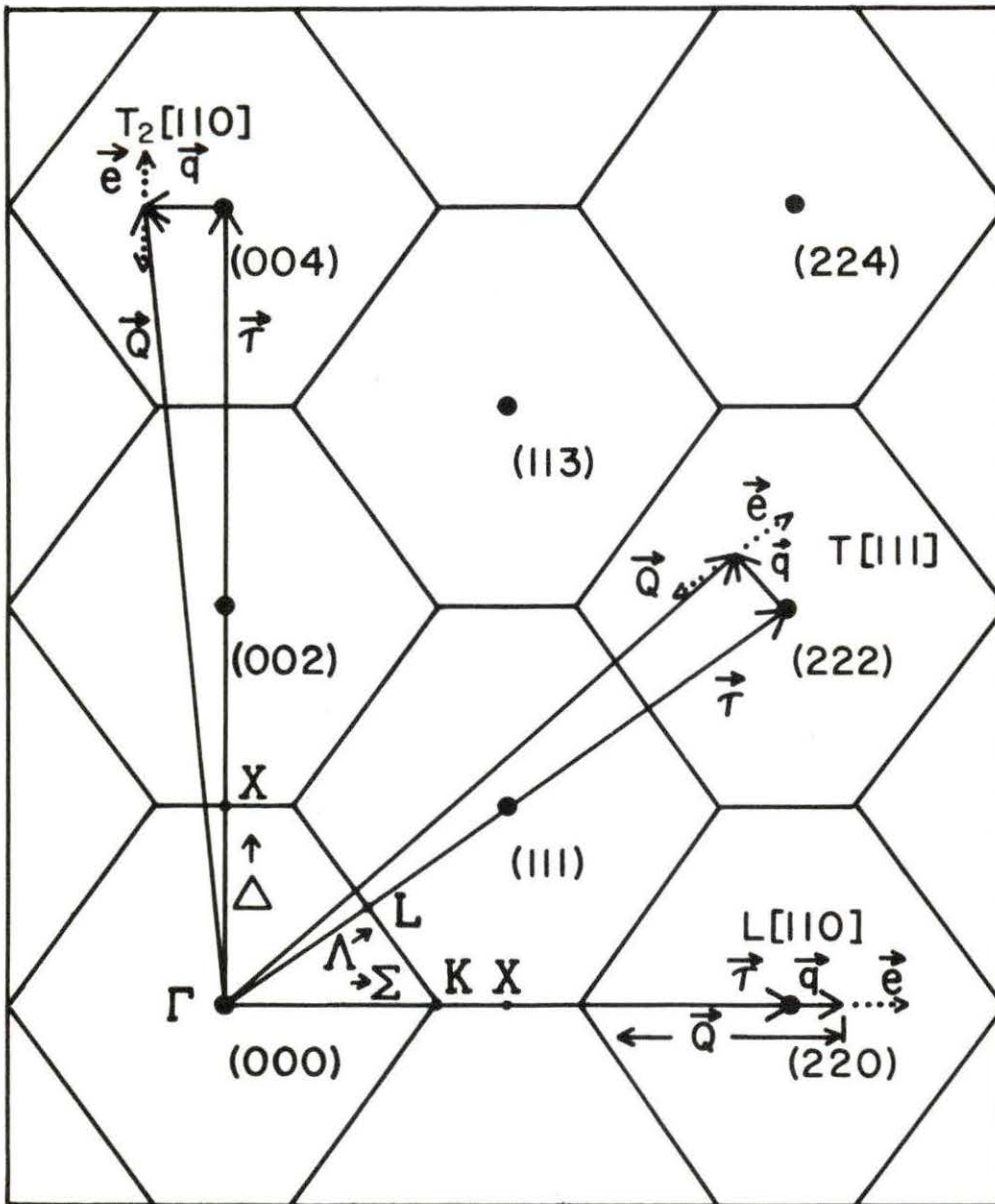 T₂[110]
e⃗ q⃗
(004)
(224)
Q⃗ τ⃗
(113)
e⃗
T[111]
Q⃗ q⃗
(002)
(222)
τ⃗
X
(111)
Δ
L
Λ
L[110]
Σ K X
τ⃗ q⃗ e⃗
Γ
Q⃗
(000)
(220)